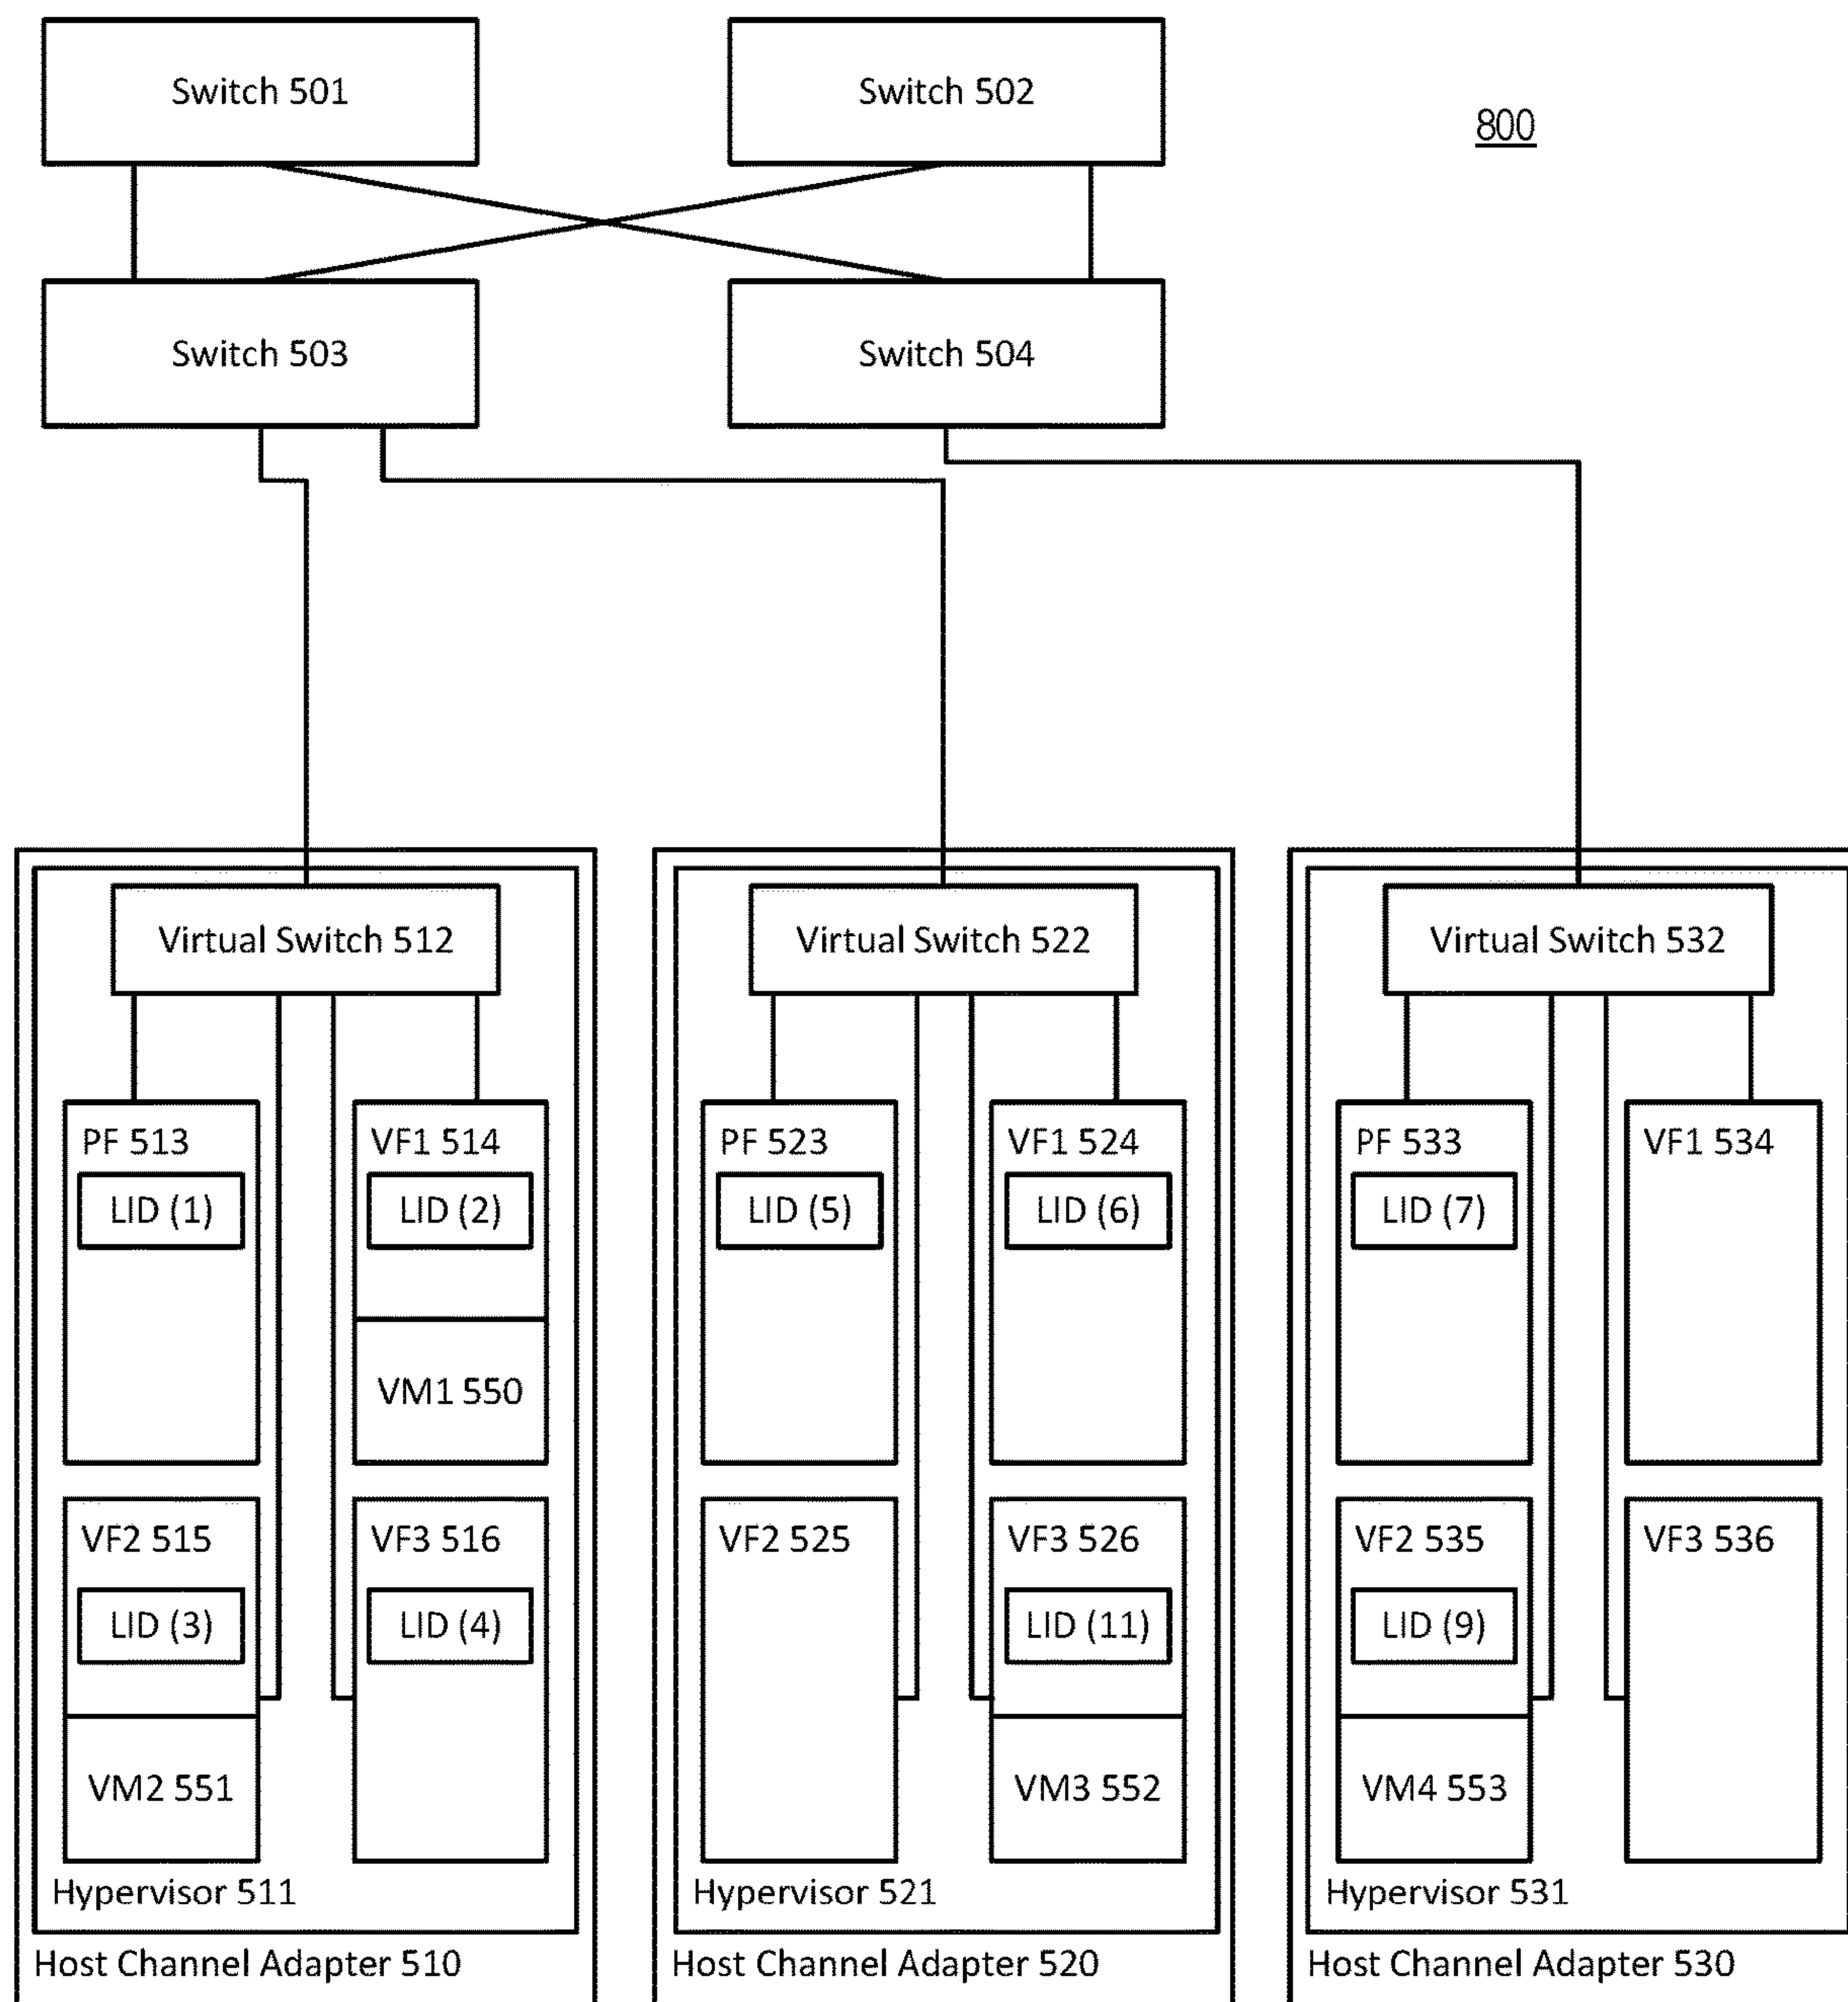 Switch 501
Switch 502
800
Switch 503
Switch 504
Virtual Switch 512
Virtual Switch 522
Virtual Switch 532
PF 513
LID (1)
VF1 514
LID (2)
VM1 550
VF2 515
LID (3)
VM2 551
VF3 516
LID (4)
Hypervisor 511
Host Channel Adapter 510
PF 523
LID (5)
VF1 524
LID (6)
VF2 525
VF3 526
LID (11)
VM3 552
Hypervisor 521
Host Channel Adapter 520
PF 533
LID (7)
VF1 534
VF2 535
LID (9)
VM4 553
VF3 536
Hypervisor 531
Host Channel Adapter 530